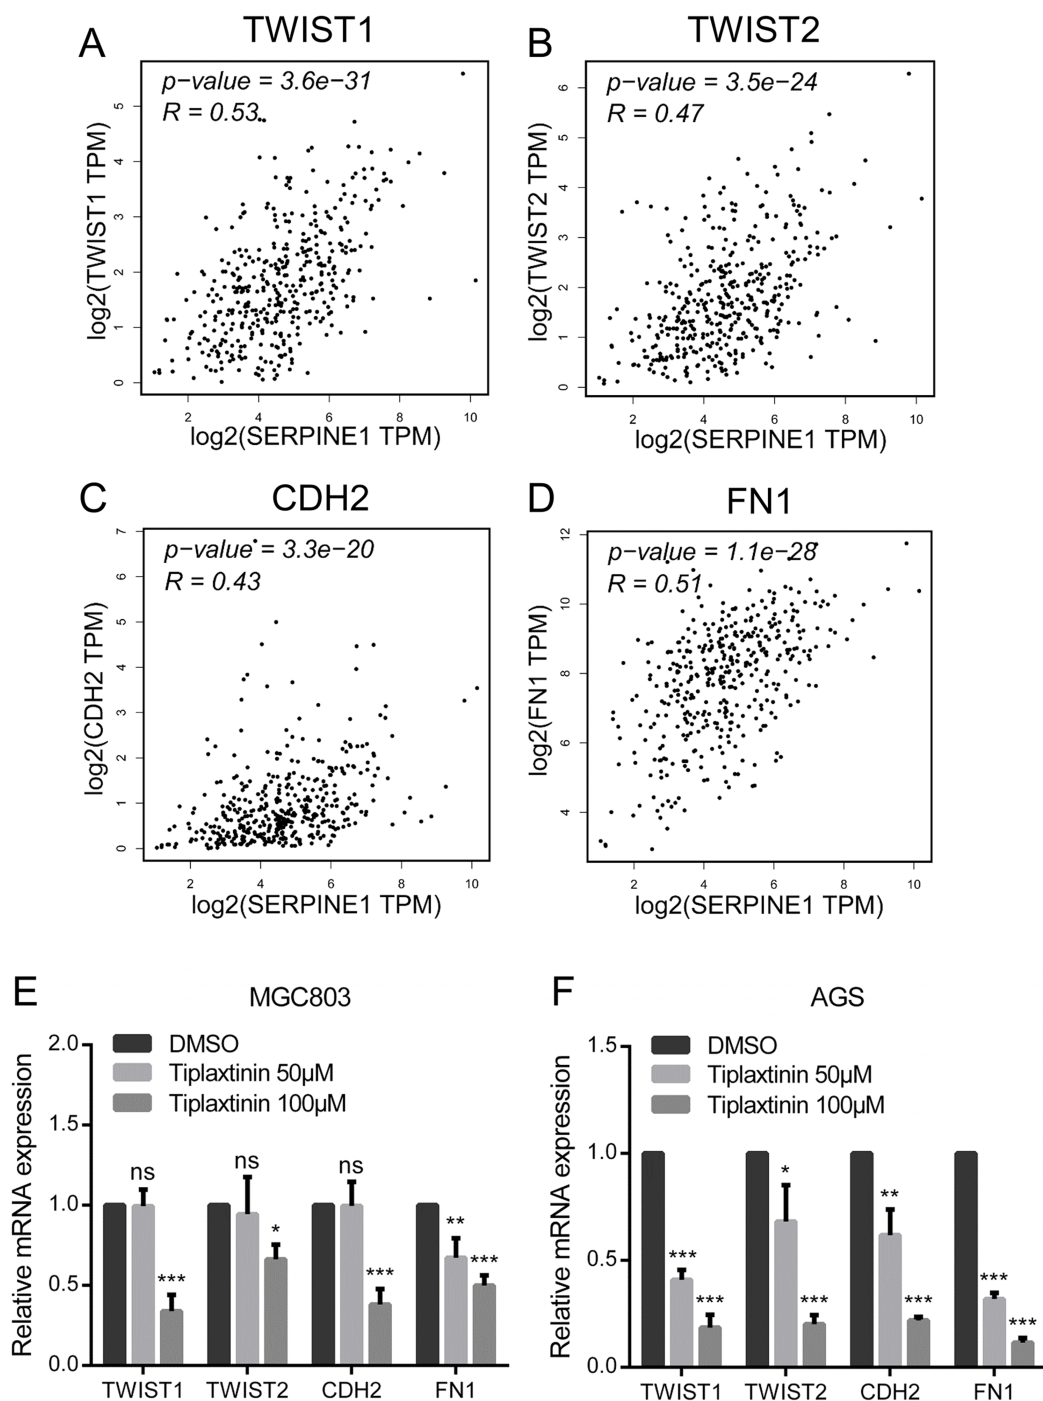 A
TWIST1
p-value = 3.6e-31
R = 0.53
log2(TWIST1 TPM)
5
4
3
2
1
0
2 4 6 8 10
log2(SERPINE1 TPM)
B
TWIST2
p-value = 3.5e-24
R = 0.47
log2(TWIST2 TPM)
6
5
4
3
2
1
0
2 4 6 8 10
log2(SERPINE1 TPM)
C
CDH2
p-value = 3.3e-20
R = 0.43
log2(CDH2 TPM)
7
6
5
4
3
2
1
0
2 4 6 8 10
log2(SERPINE1 TPM)
D
FN1
p-value = 1.1e-28
R = 0.51
log2(FN1 TPM)
12
10
8
6
4
2 4 6 8 10
log2(SERPINE1 TPM)
E
MGC803
DMSO
Tiplaxtinin 50μM
Tiplaxtinin 100μM
Relative mRNA expression
2.0
1.5
1.0
0.5
0.0
ns
***
ns
*
ns
***
**
***
TWIST1 TWIST2 CDH2 FN1
F
AGS
DMSO
Tiplaxtinin 50μM
Tiplaxtinin 100μM
Relative mRNA expression
1.5
1.0
0.5
0.0
***
***
*
***
**
***
***
***
TWIST1 TWIST2 CDH2 FN1